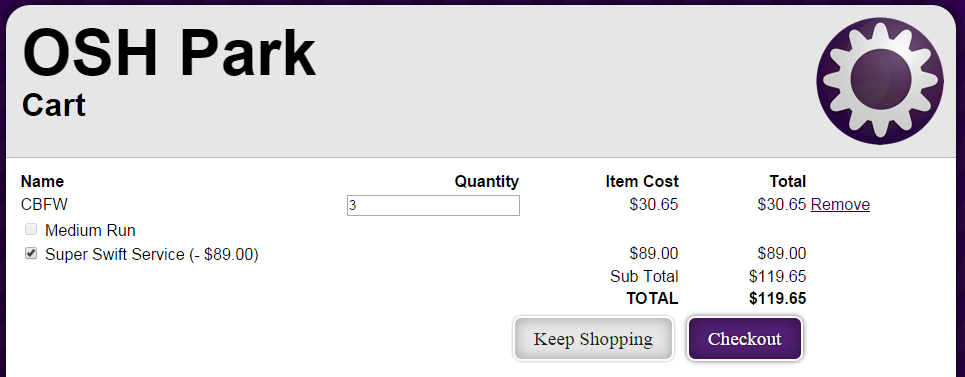 OSH Park
Cart
Name Quantity Item Cost Total
CBFW 3 $30.65 $30.65 Remove
Medium Run
Super Swift Service (- $89.00) $89.00 $89.00
Sub Total $119.65
TOTAL $119.65
Keep Shopping Checkout